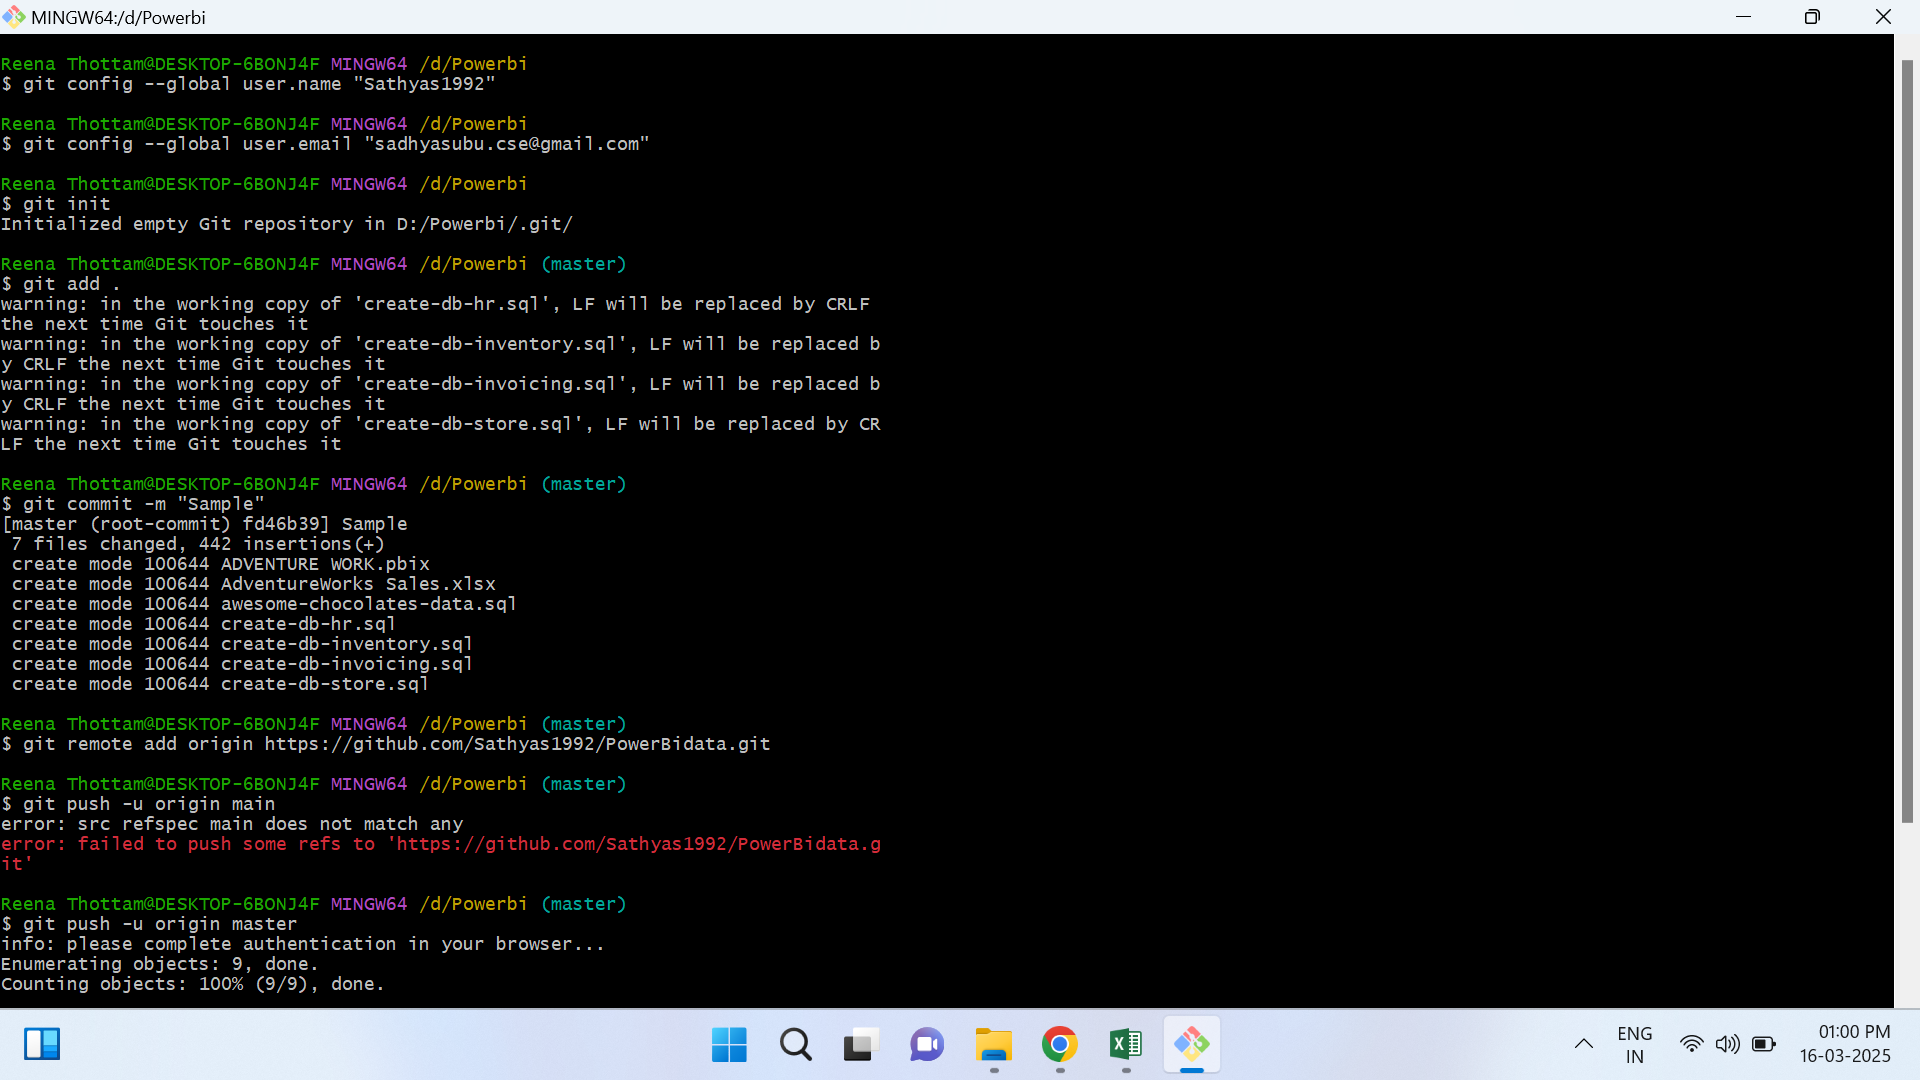 MINGW64:/d/Powerbi
Reena Thottam@DESKTOP-6BONJ4F MINGW64 /d/Powerbi
$ git config --global user.name "Sathyas1992"
Reena Thottam@DESKTOP-6BONJ4F MINGW64 /d/Powerbi
$ git config --global user.email "sadhyasubu.cse@gmail.com"
Reena Thottam@DESKTOP-6BONJ4F MINGW64 /d/Powerbi
$ git init
Initialized empty Git repository in D:/Powerbi/.git/
Reena Thottam@DESKTOP-6BONJ4F MINGW64 /d/Powerbi (master)
$ git add .
warning: in the working copy of 'create-db-hr.sql', LF will be replaced by CRLF
the next time Git touches it
warning: in the working copy of 'create-db-inventory.sql', LF will be replaced b
y CRLF the next time Git touches it
warning: in the working copy of 'create-db-invoicing.sql', LF will be replaced b
y CRLF the next time Git touches it
warning: in the working copy of 'create-db-store.sql', LF will be replaced by CR
LF the next time Git touches it
Reena Thottam@DESKTOP-6BONJ4F MINGW64 /d/Powerbi (master)
$ git commit -m "Sample"
[master (root-commit) fd46b39] Sample
 7 files changed, 442 insertions(+)
 create mode 100644 ADVENTURE WORK.pbix
 create mode 100644 AdventureWorks Sales.xlsx
 create mode 100644 awesome-chocolates-data.sql
 create mode 100644 create-db-hr.sql
 create mode 100644 create-db-inventory.sql
 create mode 100644 create-db-invoicing.sql
 create mode 100644 create-db-store.sql
Reena Thottam@DESKTOP-6BONJ4F MINGW64 /d/Powerbi (master)
$ git remote add origin https://github.com/Sathyas1992/PowerBidata.git
Reena Thottam@DESKTOP-6BONJ4F MINGW64 /d/Powerbi (master)
$ git push -u origin main
error: src refspec main does not match any
error: failed to push some refs to 'https://github.com/Sathyas1992/PowerBidata.g
it'
Reena Thottam@DESKTOP-6BONJ4F MINGW64 /d/Powerbi (master)
$ git push -u origin master
info: please complete authentication in your browser...
Enumerating objects: 9, done.
Counting objects: 100% (9/9), done.
ENG
IN
01:00 PM
16-03-2025